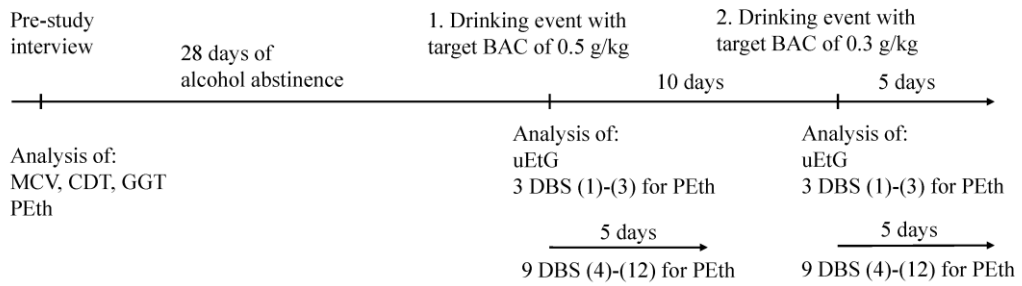 Pre-study
interview
28 days of
alcohol abstinence
1. Drinking event with
target BAC of 0.5 g/kg
2. Drinking event with
target BAC of 0.3 g/kg
10 days
5 days
Analysis of:
MCV, CDT, GGT
PEth
Analysis of:
uEtG
3 DBS (1)-(3) for PEth
5 days
9 DBS (4)-(12) for PEth
Analysis of:
uEtG
3 DBS (1)-(3) for PEth
5 days
9 DBS (4)-(12) for PEth